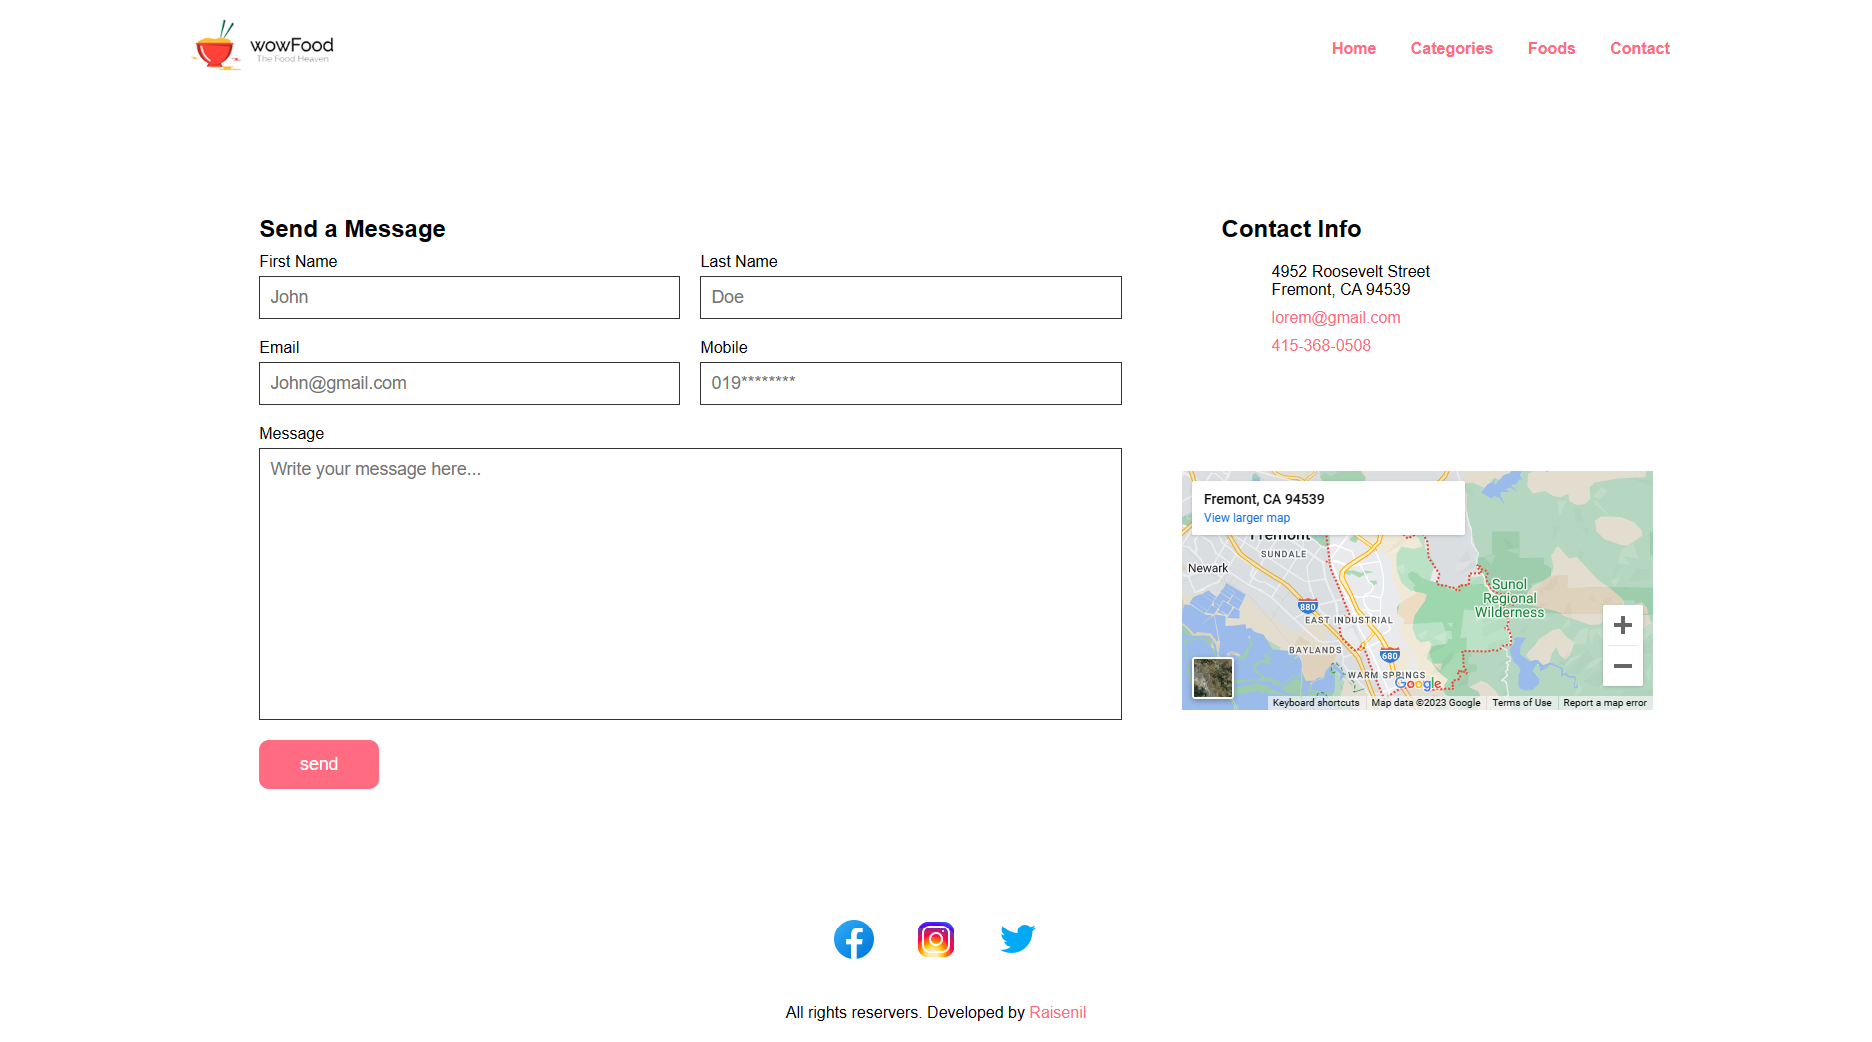 wowFood
The Food Heaven
Home
Categories
Foods
Contact
Send a Message
First Name
Last Name
John
Doe
Email
Mobile
John@gmail.com
019********
Message
Write your message here...
send
Contact Info
4952 Roosevelt Street
Fremont, CA 94539
lorem@gmail.com
415-368-0508
Fremont, CA 94539
View larger map
Fremont
SUNDALE
Newark
Sunol
Regional
Wilderness
880
EAST INDUSTRIAL
BAYLANDS
680
WARM SPRINGS
Google
Keyboard shortcuts
Map data ©2023 Google
Terms of Use
Report a map error
All rights reservers. Developed by Raisenil